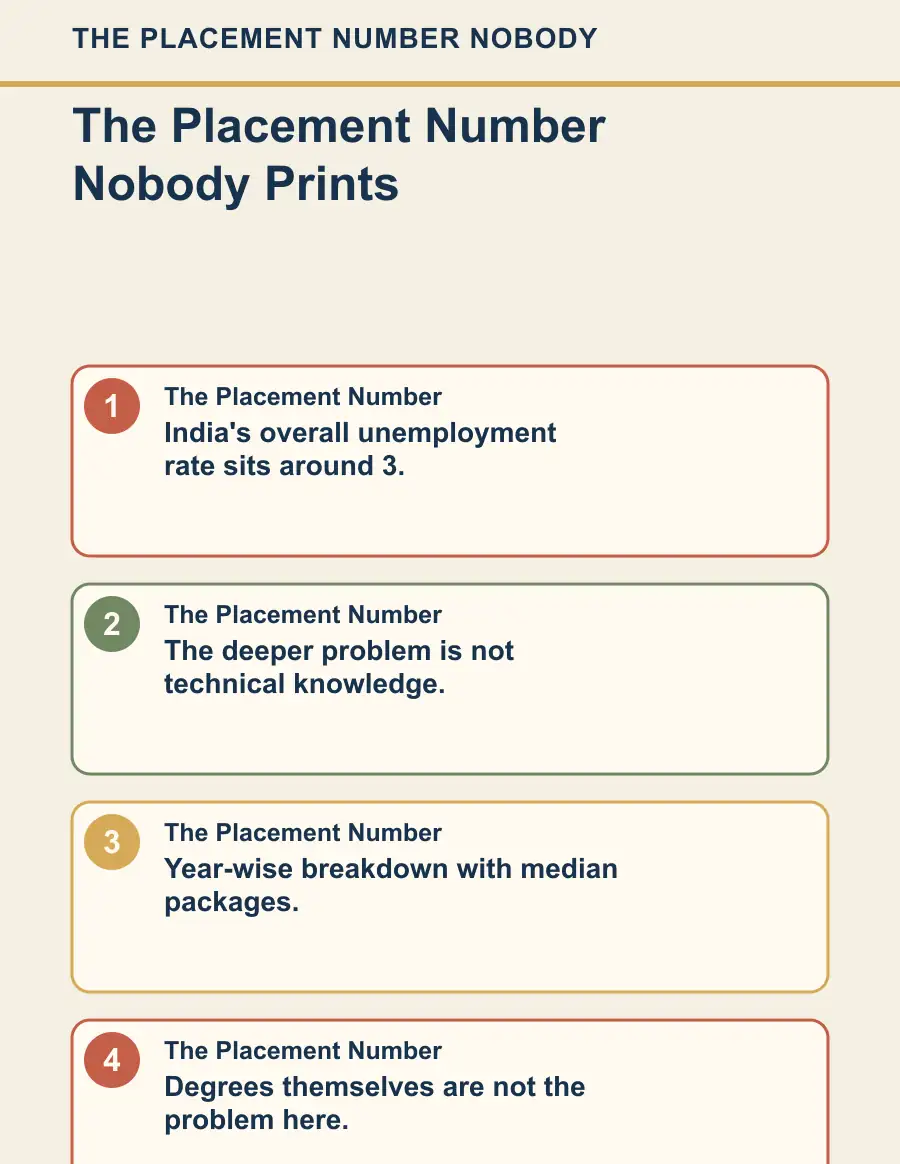 THE PLACEMENT NUMBER NOBODY
The Placement Number
Nobody Prints
1
The Placement Number
India's overall unemployment
rate sits around 3.
2
The Placement Number
The deeper problem is not
technical knowledge.
3
The Placement Number
Year-wise breakdown with median
packages.
4
The Placement Number
Degrees themselves are not the
problem here.